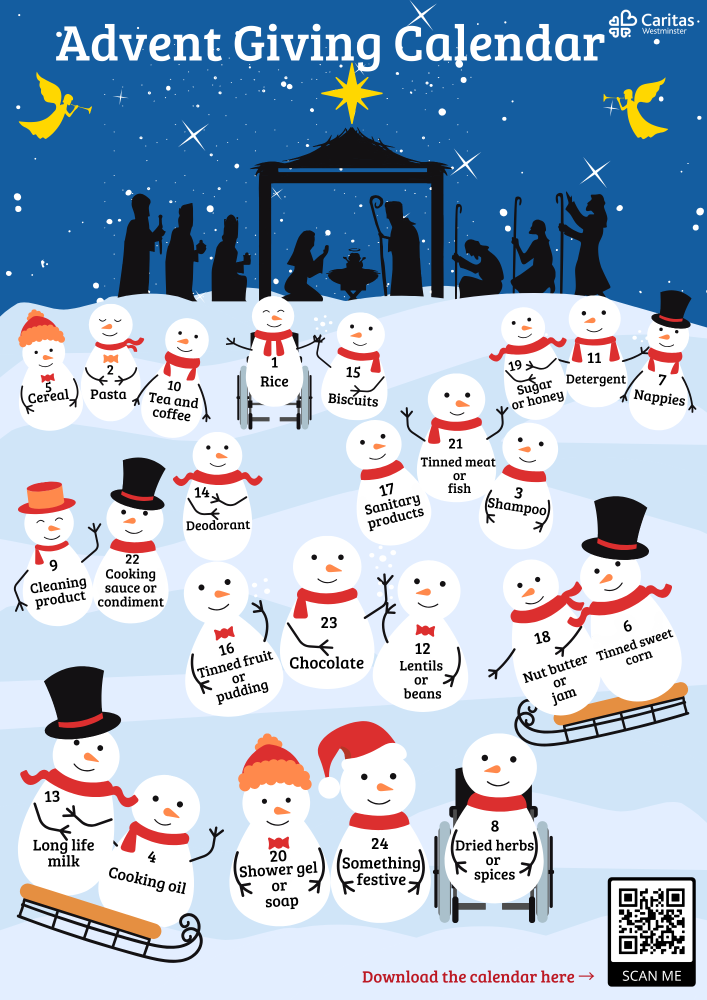 Advent Giving Calendar
Caritas
Westminster
5
Cereal
2
Pasta
10
Tea and
coffee
1
Rice
15
Biscuits
19
Sugar
or honey
11
Detergent
7
Nappies
14
Deodorant
17
Sanitary
products
21
Tinned meat
or
fish
3
Shampoo
9
Cleaning
product
22
Cooking
sauce or
condiment
16
Tinned fruit
or
pudding
23
Chocolate
12
Lentils
or
beans
18
Nut butter
or
jam
6
Tinned sweet
corn
13
Long life
milk
4
Cooking oil
20
Shower gel
or
soap
24
Something
festive
8
Dried herbs
or
spices
Download the calendar here →
SCAN ME